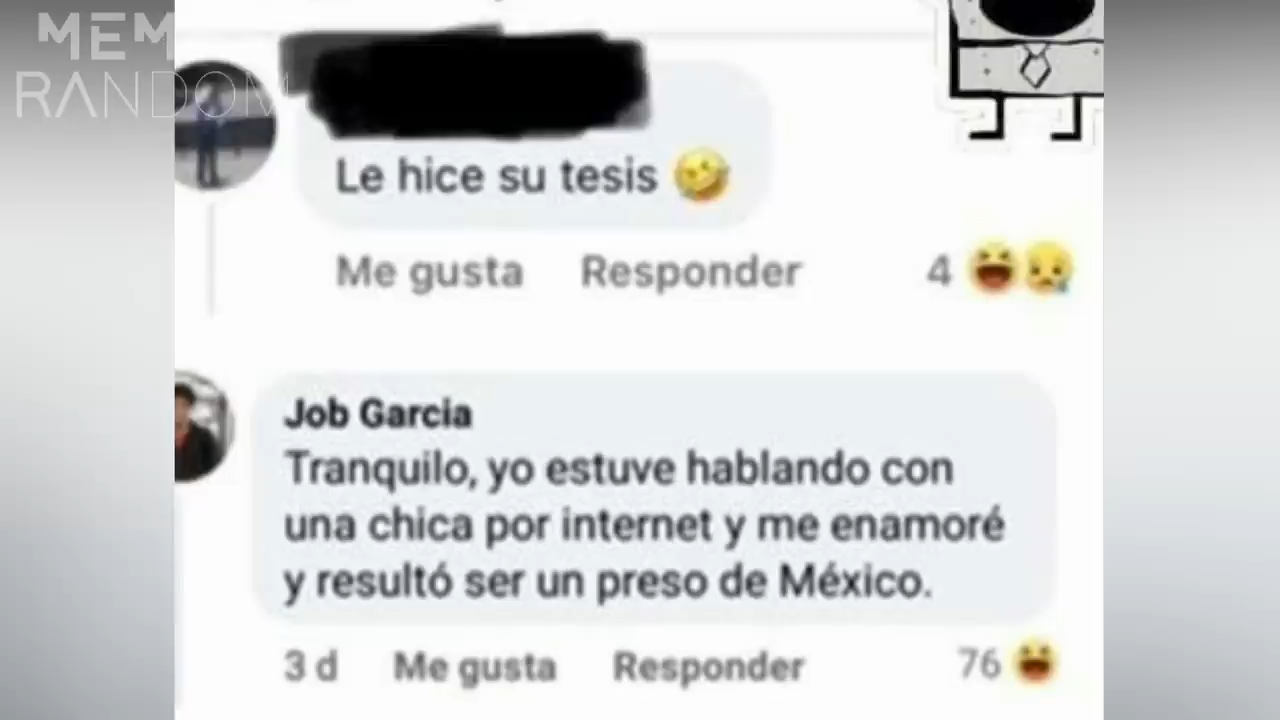 MEM
RANDOM
Le hice su tesis 🤣
Me gusta Responder 4
Job Garcia
Tranquilo, yo estuve hablando con
una chica por internet y me enamoré
y resultó ser un preso de México.
3 d Me gusta Responder 76